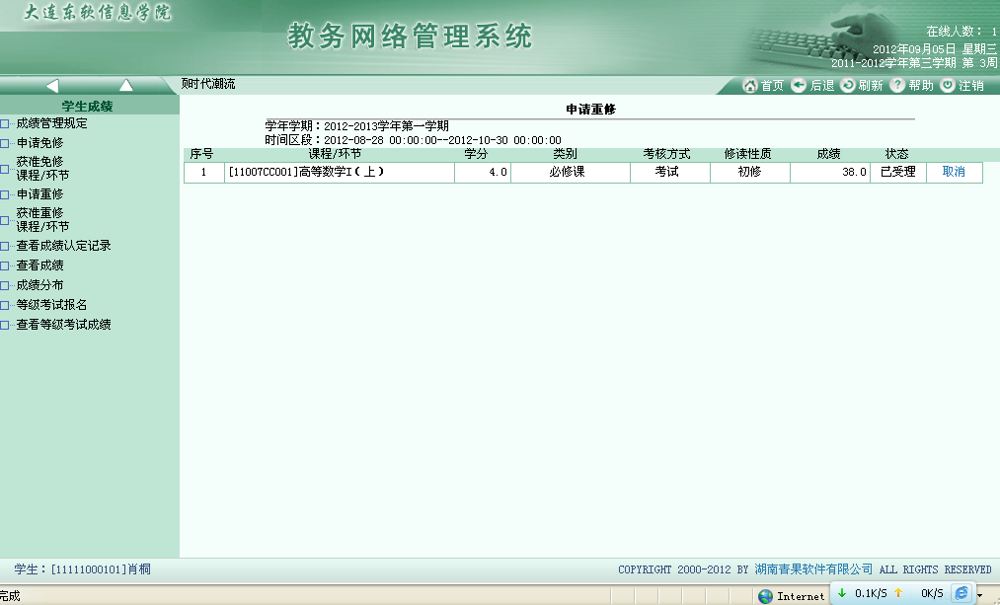 大连东软信息学院
教务网络管理系统
在线人数： 1
2012年09月05日 星期三
2011-2012学年第三学期 第 3周
顾时代潮流
首页 后退 刷新 帮助 注销
学生成绩
成绩管理规定
申请免修
获准免修
课程/环节
申请重修
获准重修
课程/环节
查看成绩认定记录
查看成绩
成绩分布
等级考试报名
查看等级考试成绩
申请重修
学年学期：2012-2013学年第一学期
时间区段：2012-08-28 00:00:00--2012-10-30 00:00:00
序号 课程/环节 学分 类别 考核方式 修读性质 成绩 状态
1 [11007CC001]高等数学I（上） 4.0 必修课 考试 初修 38.0 已受理 取消
学生：[11111000101]肖桐
COPYRIGHT 2000-2012 BY 湖南青果软件有限公司 ALL RIGHTS RESERVED
完成
Internet
0.1K/S 0K/S